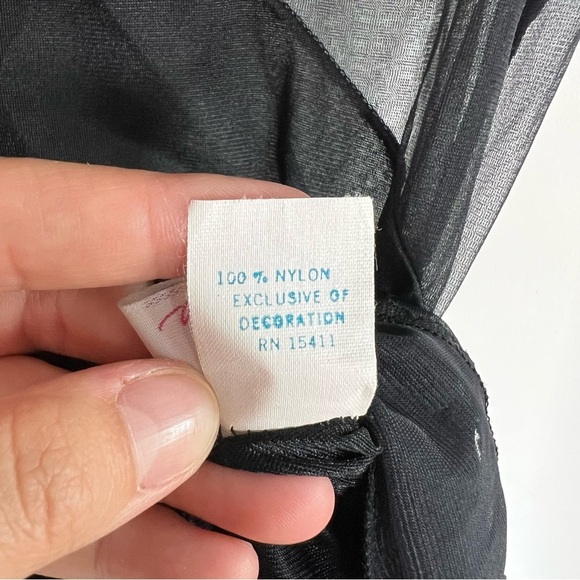 100 % NYLON
EXCLUSIVE OF
DECORATION
RN 15411